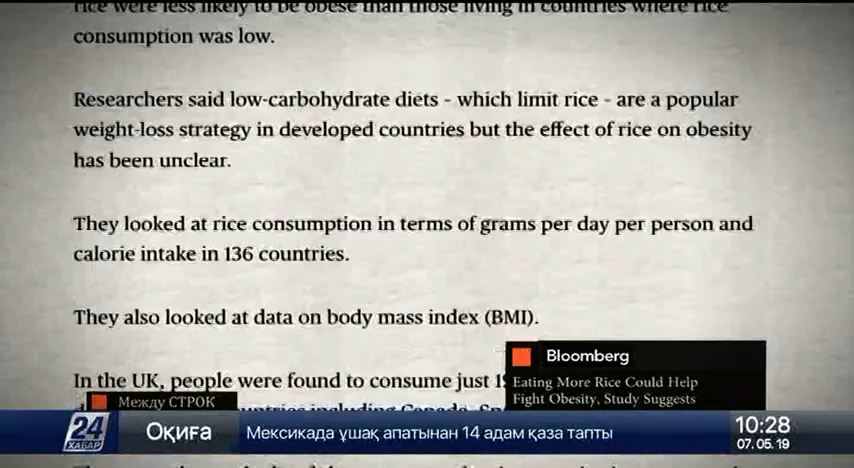 rice were less likely to be obese than those living in countries where rice
consumption was low.
Researchers said low-carbohydrate diets - which limit rice - are a popular
weight-loss strategy in developed countries but the effect of rice on obesity
has been unclear.
They looked at rice consumption in terms of grams per day per person and
calorie intake in 136 countries.
They also looked at data on body mass index (BMI).
Bloomberg
In the UK, people were found to consume just
Eating More Rice Could Help
Fight Obesity, Study Suggests
Между СТРОК
countries including Canada,
24
ХАБАР
Оқиға
Мексикада ұшақ апатынан 14 адам қаза тапты
10:28
07.05.19